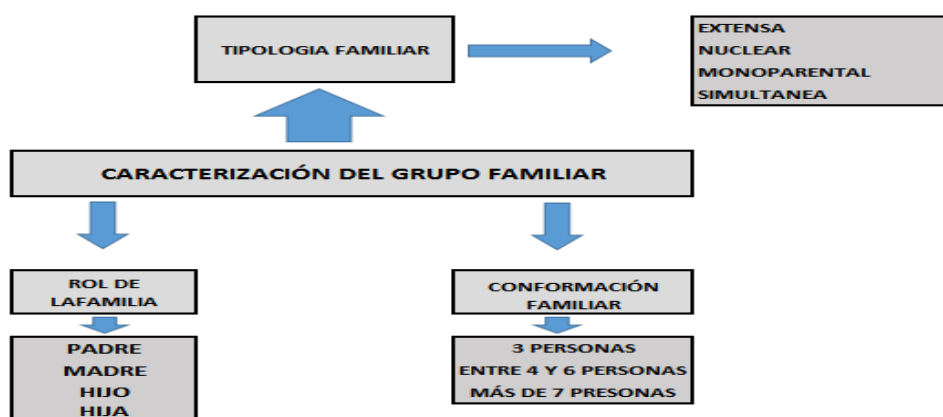 TIPOLOGIA FAMILIAR
EXTENSA
NUCLEAR
MONOPARENTAL
SIMULTANEA
CARACTERIZACIÓN DEL GRUPO FAMILIAR
ROL DE
LAFAMILIA
PADRE
MADRE
HIJO
HIJA
CONFORMACIÓN
FAMILIAR
3 PERSONAS
ENTRE 4 Y 6 PERSONAS
MÁS DE 7 PRESONAS